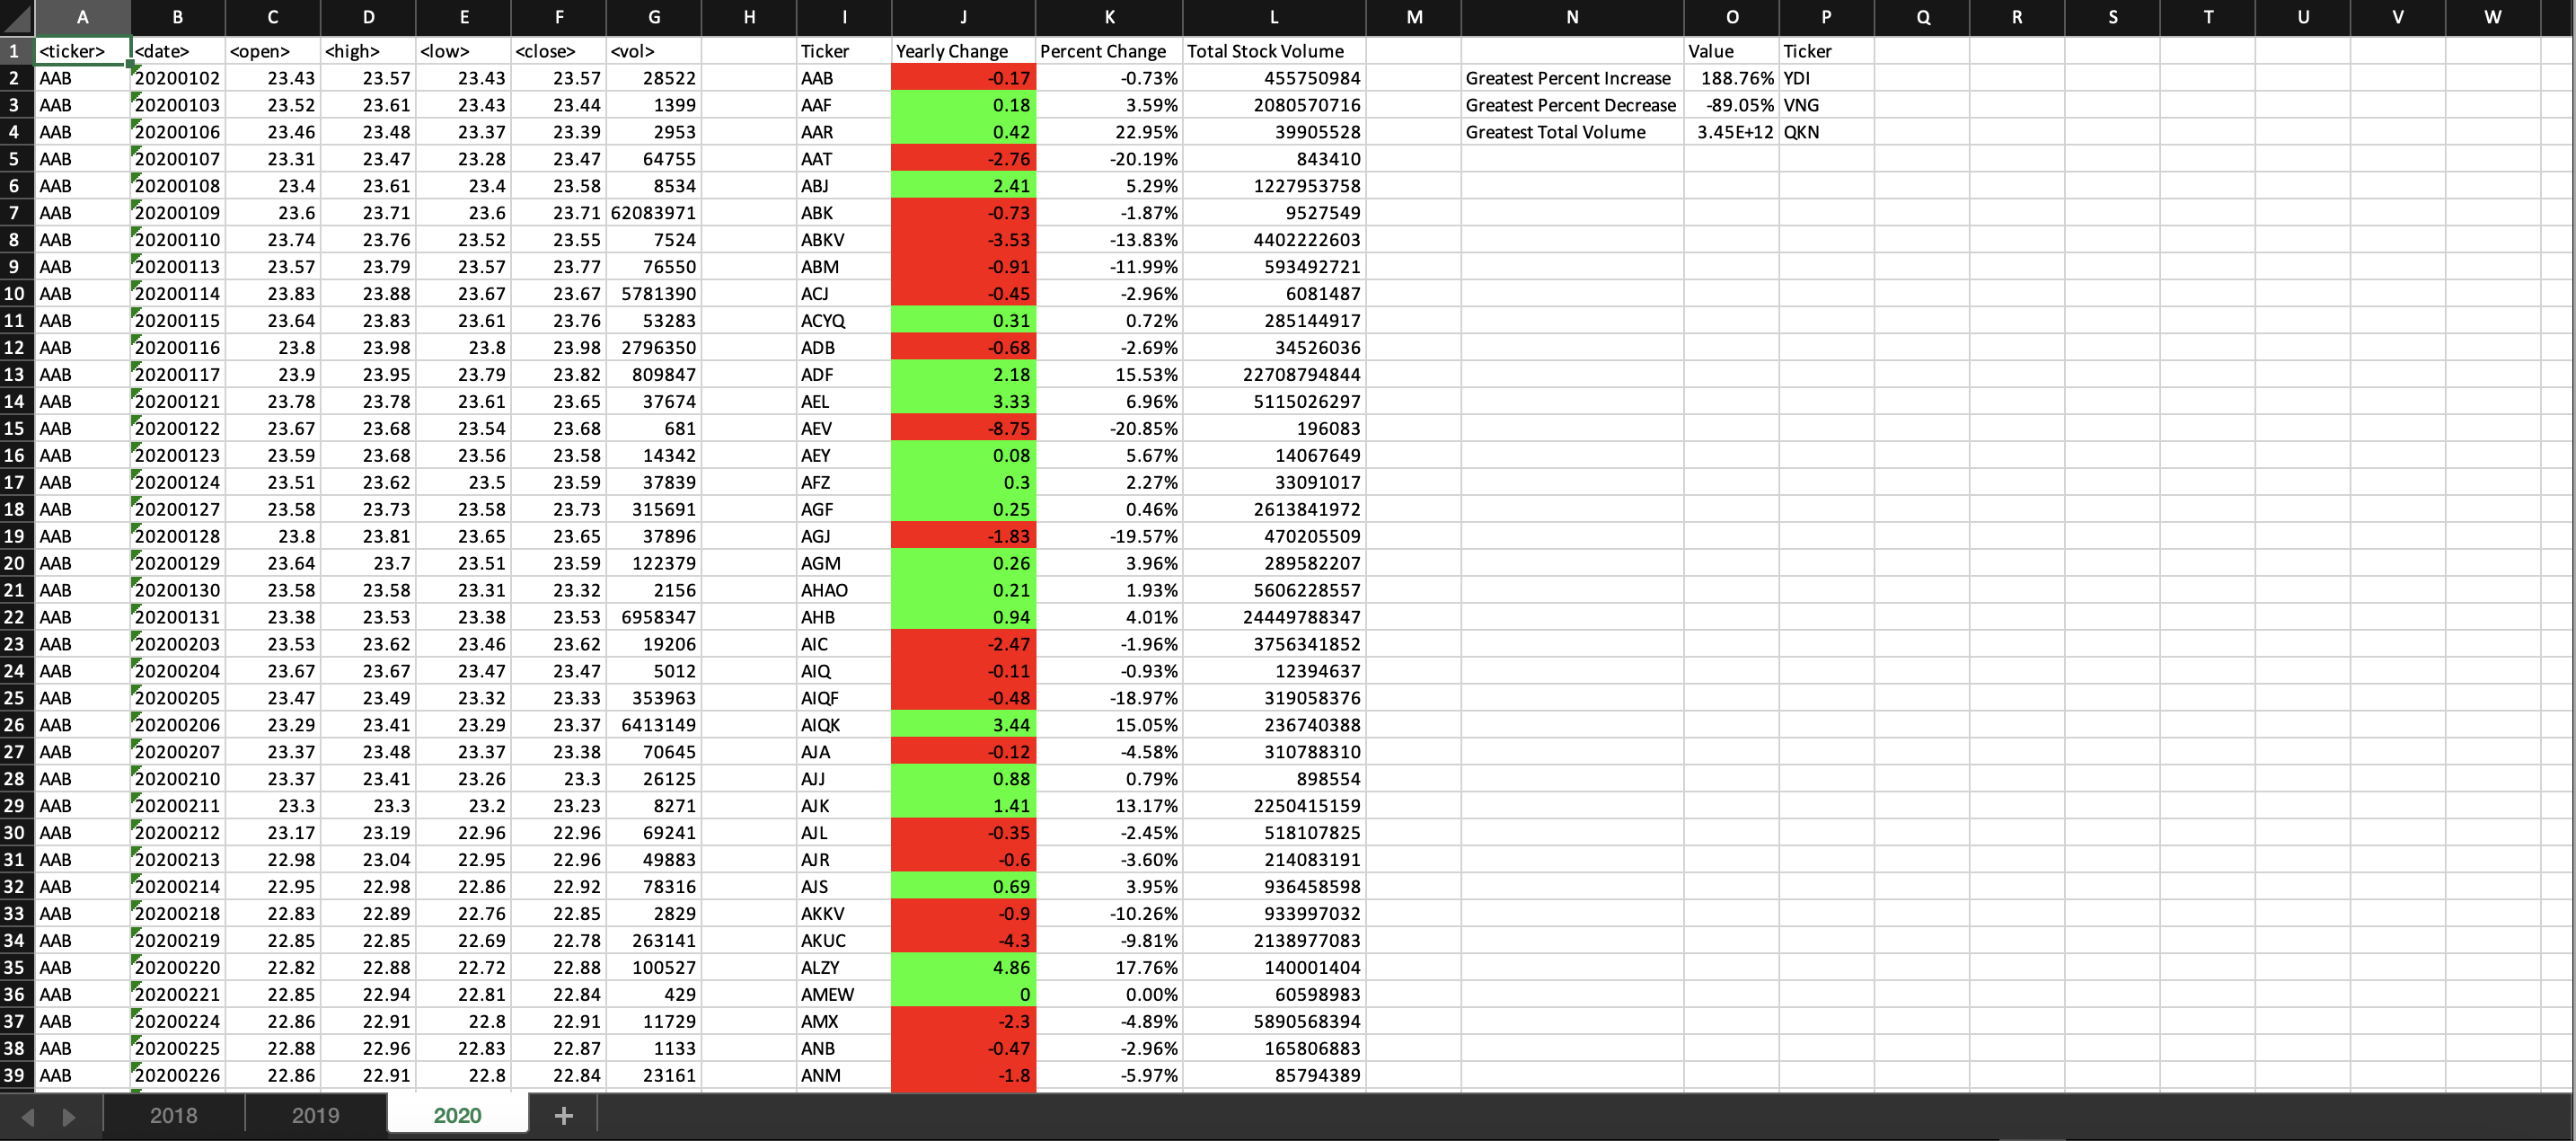 A B C D E F G H I J K L M N O P Q R S T U V W
1 <ticker> <date> <open> <high> <low> <close> <vol> Ticker Yearly Change Percent Change Total Stock Volume Value Ticker
2 AAB 20200102 23.43 23.57 23.43 23.57 28522 AAB -0.17 -0.73% 455750984 Greatest Percent Increase 188.76% YDI
3 AAB 20200103 23.52 23.61 23.43 23.44 1399 AAF 0.18 3.59% 2080570716 Greatest Percent Decrease -89.05% VNG
4 AAB 20200106 23.46 23.48 23.37 23.39 2953 AAR 0.42 22.95% 39905528 Greatest Total Volume 3.45E+12 QKN
5 AAB 20200107 23.31 23.47 23.28 23.47 64755 AAT -2.76 -20.19% 843410
6 AAB 20200108 23.4 23.61 23.4 23.58 8534 ABJ 2.41 5.29% 1227953758
7 AAB 20200109 23.6 23.71 23.6 23.71 62083971 ABK -0.73 -1.87% 9527549
8 AAB 20200110 23.74 23.76 23.52 23.55 7524 ABKV -3.53 -13.83% 4402222603
9 AAB 20200113 23.57 23.79 23.57 23.77 76550 ABM -0.91 -11.99% 593492721
10 AAB 20200114 23.83 23.88 23.67 23.67 5781390 ACJ -0.45 -2.96% 6081487
11 AAB 20200115 23.64 23.83 23.61 23.76 53283 ACYQ 0.31 0.72% 285144917
12 AAB 20200116 23.8 23.98 23.8 23.98 2796350 ADB -0.68 -2.69% 34526036
13 AAB 20200117 23.9 23.95 23.79 23.82 809847 ADF 2.18 15.53% 22708794844
14 AAB 20200121 23.78 23.78 23.61 23.65 37674 AEL 3.33 6.96% 5115026297
15 AAB 20200122 23.67 23.68 23.54 23.68 681 AEV -8.75 -20.85% 196083
16 AAB 20200123 23.59 23.68 23.56 23.58 14342 AEY 0.08 5.67% 14067649
17 AAB 20200124 23.51 23.62 23.5 23.59 37839 AFZ 0.3 2.27% 33091017
18 AAB 20200127 23.58 23.73 23.58 23.73 315691 AGF 0.25 0.46% 2613841972
19 AAB 20200128 23.8 23.81 23.65 23.65 37896 AGJ -1.83 -19.57% 470205509
20 AAB 20200129 23.64 23.7 23.51 23.59 122379 AGM 0.26 3.96% 289582207
21 AAB 20200130 23.58 23.58 23.31 23.32 2156 AHAO 0.21 1.93% 5606228557
22 AAB 20200131 23.38 23.53 23.38 23.53 6958347 AHB 0.94 4.01% 24449788347
23 AAB 20200203 23.53 23.62 23.46 23.62 19206 AIC -2.47 -1.96% 3756341852
24 AAB 20200204 23.67 23.67 23.47 23.47 5012 AIQ -0.11 -0.93% 12394637
25 AAB 20200205 23.47 23.49 23.32 23.33 353963 AIQF -0.48 -18.97% 319058376
26 AAB 20200206 23.29 23.41 23.29 23.37 6413149 AIQK 3.44 15.05% 236740388
27 AAB 20200207 23.37 23.48 23.37 23.38 70645 AJA -0.12 -4.58% 310788310
28 AAB 20200210 23.37 23.41 23.26 23.3 26125 AJJ 0.88 0.79% 898554
29 AAB 20200211 23.3 23.3 23.2 23.23 8271 AJK 1.41 13.17% 2250415159
30 AAB 20200212 23.17 23.19 22.96 22.96 69241 AJL -0.35 -2.45% 518107825
31 AAB 20200213 22.98 23.04 22.95 22.96 49883 AJR -0.6 -3.60% 214083191
32 AAB 20200214 22.95 22.98 22.86 22.92 78316 AJS 0.69 3.95% 936458598
33 AAB 20200218 22.83 22.89 22.76 22.85 2829 AKKV -0.9 -10.26% 933997032
34 AAB 20200219 22.85 22.85 22.69 22.78 263141 AKUC -4.3 -9.81% 2138977083
35 AAB 20200220 22.82 22.88 22.72 22.88 100527 ALZY 4.86 17.76% 140001404
36 AAB 20200221 22.85 22.94 22.81 22.84 429 AMEW 0 0.00% 60598983
37 AAB 20200224 22.86 22.91 22.8 22.91 11729 AMX -2.3 -4.89% 5890568394
38 AAB 20200225 22.88 22.96 22.83 22.87 1133 ANB -0.47 -2.96% 165806883
39 AAB 20200226 22.86 22.91 22.8 22.84 23161 ANM -1.8 -5.97% 85794389
2018 2019 2020 +